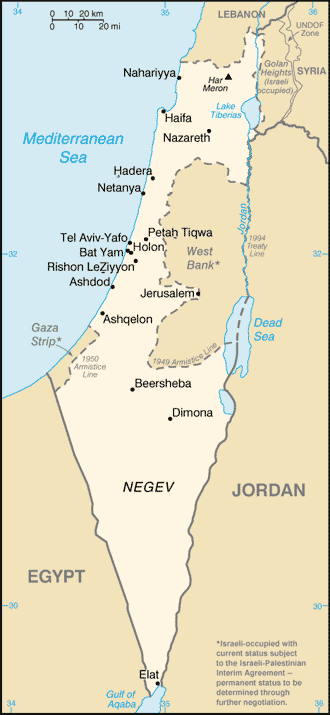 34
35
36
0 10 20 km
0 10 20 mi
LEBANON
UNDOF
Zone
Nahariyya
Har
Meron
Golan
Heights
(Israeli
occupied)
SYRIA
Haifa
Lake
Tiberias
Nazareth
Mediterranean
Sea
Ḥadera
Netanya
Jordan
Tel Aviv-Yafo
Petaẖ Tiqwa
Bat Yam
Holon
1994
Treaty
Line
32
32
Rishon LeẔiyyon
West
Bank*
Ashdod
Jerusalem
Ashqelon
Dead
Sea
Gaza
Strip*
1950
Armistice
Line
1949 Armistice Line
Beersheba
Dimona
NEGEV
JORDAN
EGYPT
30
30
*Israeli-occupied with
current status subject
to the Israeli-Palestinian
Interim Agreement –
permanent status to be
determined through
further negotiation.
Elat
Gulf of
Aqaba
34
35
36